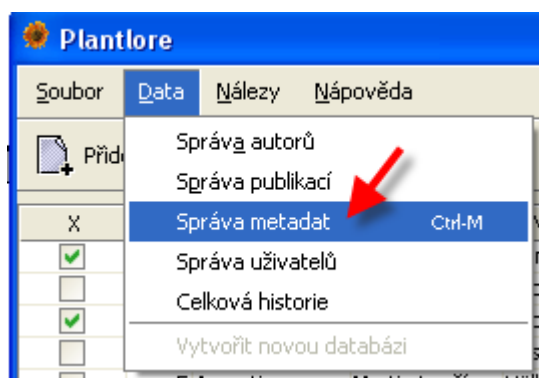 Plantlore
Soubor Data Nálezy Nápověda
Správa autorů
Správa publikací
X Správa metadat Ctrl-M
Správa uživatelů
Celková historie
Vytvořit novou databázi